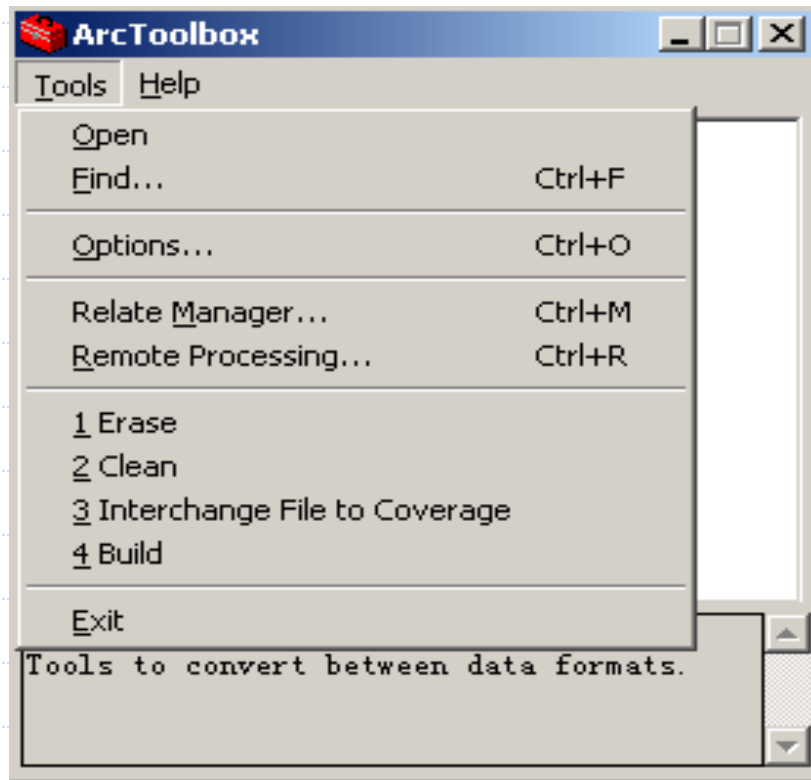 ArcToolbox
Tools Help
Open
Find... Ctrl+F
Options... Ctrl+O
Relate Manager... Ctrl+M
Remote Processing... Ctrl+R
1 Erase
2 Clean
3 Interchange File to Coverage
4 Build
Exit
Tools to convert between data formats.